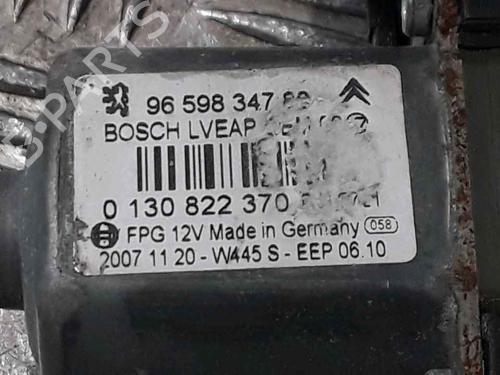 B-PARTS
96 598 347
BOSCH LVEAP
0 130 822 370
FPG 12V Made in Germany 058
2007 11 20 - W445 S - EEP 06.10